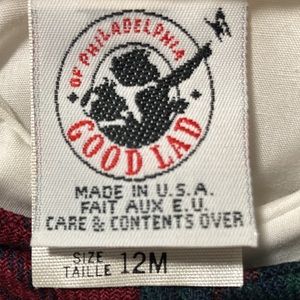 OF PHILADELPHIA
GOOD LAD
MADE IN U.S.A.
FAIT AUX E.U.
CARE & CONTENTS OVER
SIZE
TAILLE 12M